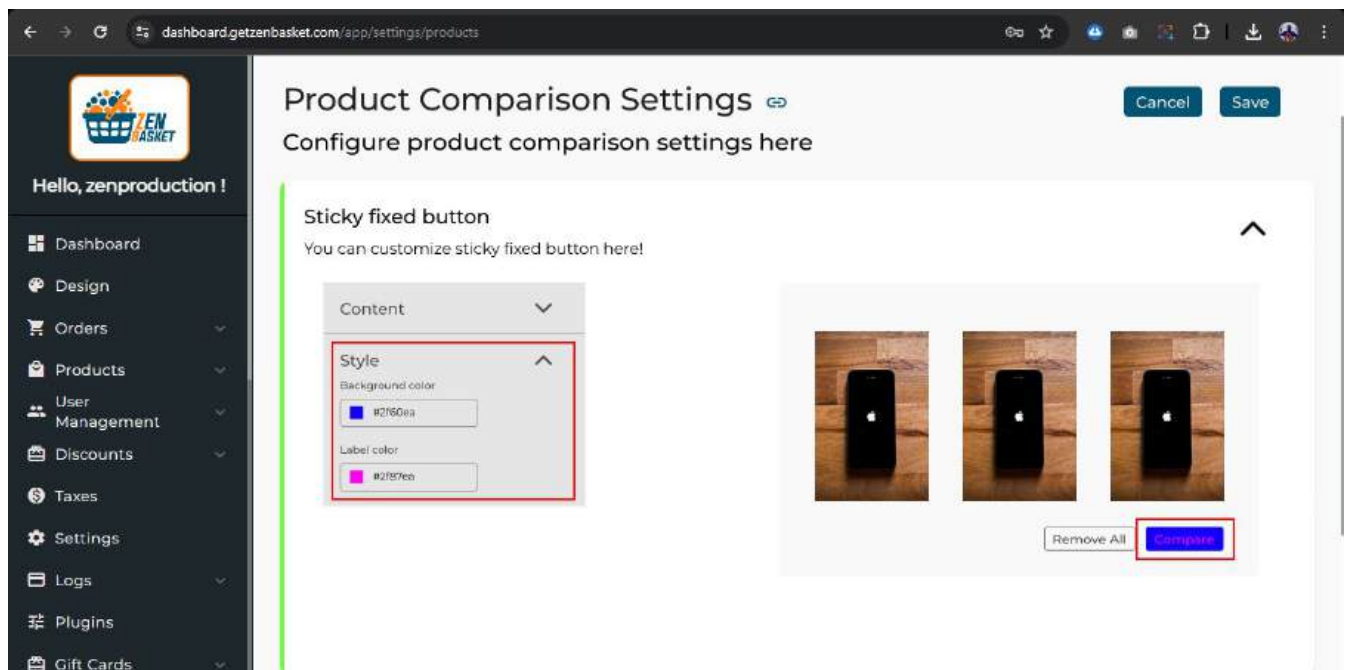 dashboard.getzenbasket.com/app/settings/products
ZEN
BASKET
Hello, zenproduction !
Dashboard
Design
Orders
Products
User
Management
Discounts
Taxes
Settings
Logs
Plugins
Gift Cards
Product Comparison Settings
Cancel
Save
Configure product comparison settings here
Sticky fixed button
You can customize sticky fixed button here!
Content
Style
Background color
#2f60ea
Label color
#2f87ea
Remove All
Compare